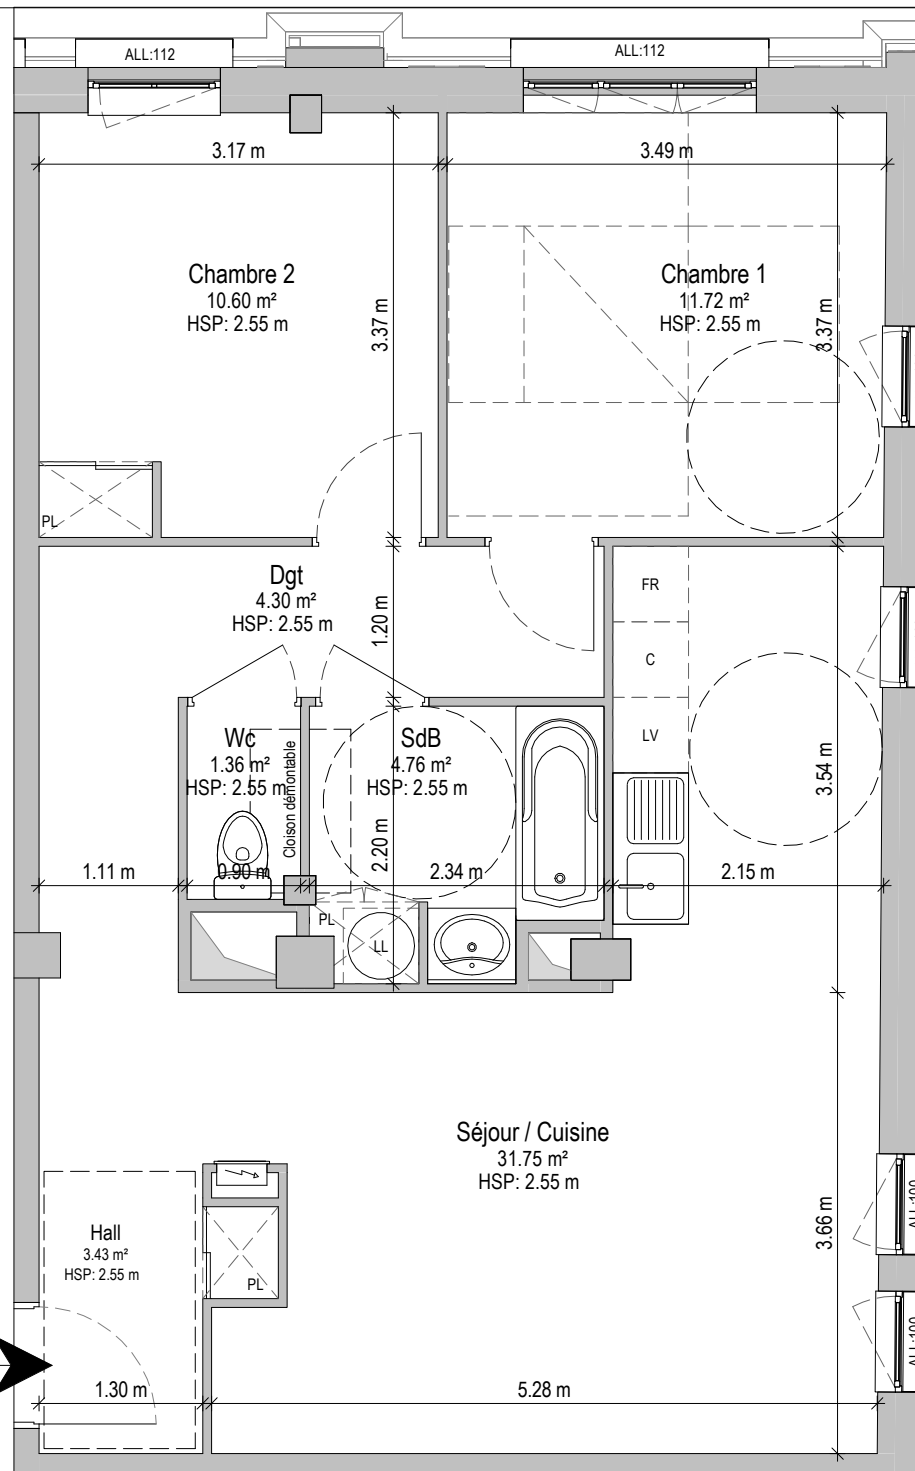 ALL:112
ALL:112
3.17 m
3.49 m
Chambre 2
10.60 m²
HSP: 2.55 m
3.37 m
Chambre 1
11.72 m²
HSP: 2.55 m
3.37 m
PL
Dgt
4.30 m²
HSP: 2.55 m
1.20 m
FR
C
LV
Wc
1.36 m²
HSP: 2.55 m
Cloison démontable
SdB
4.76 m²
HSP: 2.55 m
2.20 m
3.54 m
1.11 m
0.90 m
2.34 m
2.15 m
PL
LL
Séjour / Cuisine
31.75 m²
HSP: 2.55 m
3.66 m
ALL:100
Hall
3.43 m²
HSP: 2.55 m
PL
ALL:100
1.30 m
5.28 m